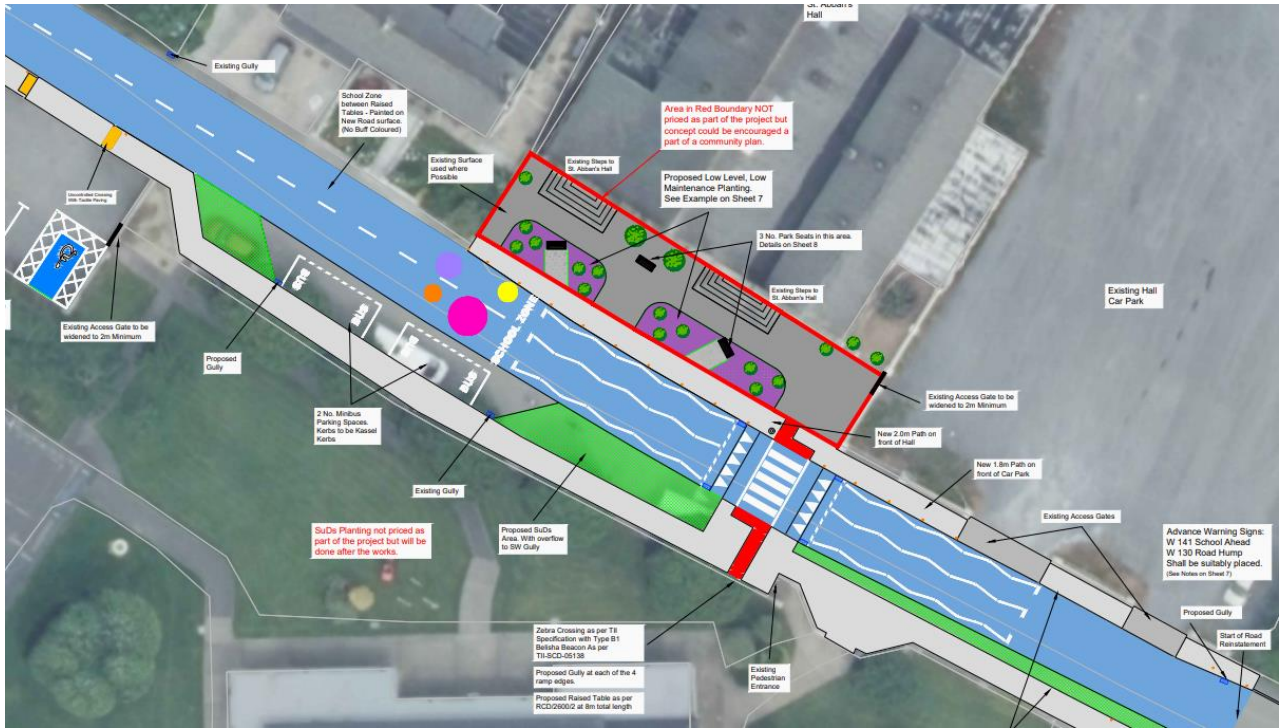 St. Abban's
Hall
Existing Gully
School Zone
between Raised
Tables - Painted on
New Road surface.
(No Buff Coloured)
Area in Red Boundary NOT
priced as part of the project but
concept could be encouraged a
part of a community plan.
Existing Surface
used where
Possible
Existing Steps to
St. Abban's Hall
Proposed Low Level, Low
Maintenance Planting.
See Example on Sheet 7
Uncontrolled Crossing
With Tactile Paving
3 No. Park Seats in this area.
Details on Sheet 8
Existing Steps to
St. Abban's Hall
Existing Hall
Car Park
BUS
BUS
BUS
BUS
SCHOOL ZONE
Existing Access Gate to be
widened to 2m Minimum
Proposed
Gully
2 No. Minibus
Parking Spaces.
Kerbs to be Kassel
Kerbs
Existing Access Gate to be
widened to 2m Minimum
New 2.0m Path on
front of Hall
New 1.8m Path on
front of Car Park
Existing Gully
Existing Access Gates
SuDs Planting not priced as
part of the project but will be
done after the works.
Proposed SuDs
Area. With overflow
to SW Gully
Advance Warning Signs:
W 141 School Ahead
W 130 Road Hump
Shall be suitably placed.
(See Notes on Sheet 7)
Proposed Gully
Start of Road
Reinstatement
Zebra Crossing as per TII
Specification with Type B1
Belisha Beacon As per
TII-SCD-05138
Proposed Gully at each of the 4
ramp edges.
Proposed Raised Table as per
RCD/2600/2 at 8m total length
Existing
Pedestrian
Entrance